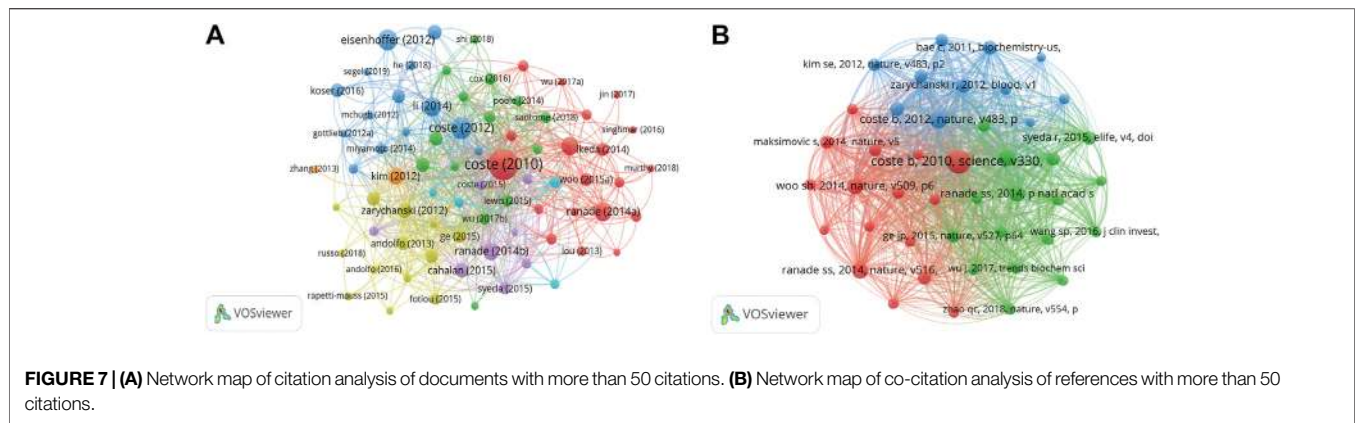 A
eisenhoffer (2012)
shi (2018)
segel (2019)
he (2018)
koser (2016)
cox (2016)
wu (2017a)
jin (2017)
li (2014)
poole (2014)
mchugh (2012)
saotome (2018)
gottlieb (2012a)
coste (2012)
singhmar (2016)
miyamoto (2014)
ikeda (2014)
coste (2010)
zhang (2013)
kim (2012)
murthy (2018)
coste (2015)
woo (2015a)
zarychanski (2012)
lewis (2015)
ranade (2014a)
wu (2017b)
andolfo (2013)
ge (2015)
russo (2018)
ranade (2014b)
lou (2013)
andolfo (2016)
cahalan (2015)
rapetti-mauss (2015)
fotiou (2015)
syeda (2015)
VOSviewer
B
bae c, 2011, biochemistry-us,
kim se, 2012, nature, v483, p2
zarychanski r, 2012, blood, v1
coste b, 2012, nature, v483, p
maksimovic s, 2014, nature, v5
syeda r, 2015, elife, v4, doi
coste b, 2010, science, v330,
woo sh, 2014, nature, v509, p6
ranade ss, 2014, p natl acad s
ge jp, 2015, nature, v527, p64
wang sp, 2016, j clin invest,
ranade ss, 2014, nature, v516,
wu j, 2017, trends biochem sci
zhao qc, 2018, nature, v554, p
VOSviewer
FIGURE 7 | (A) Network map of citation analysis of documents with more than 50 citations. (B) Network map of co-citation analysis of references with more than 50
citations.